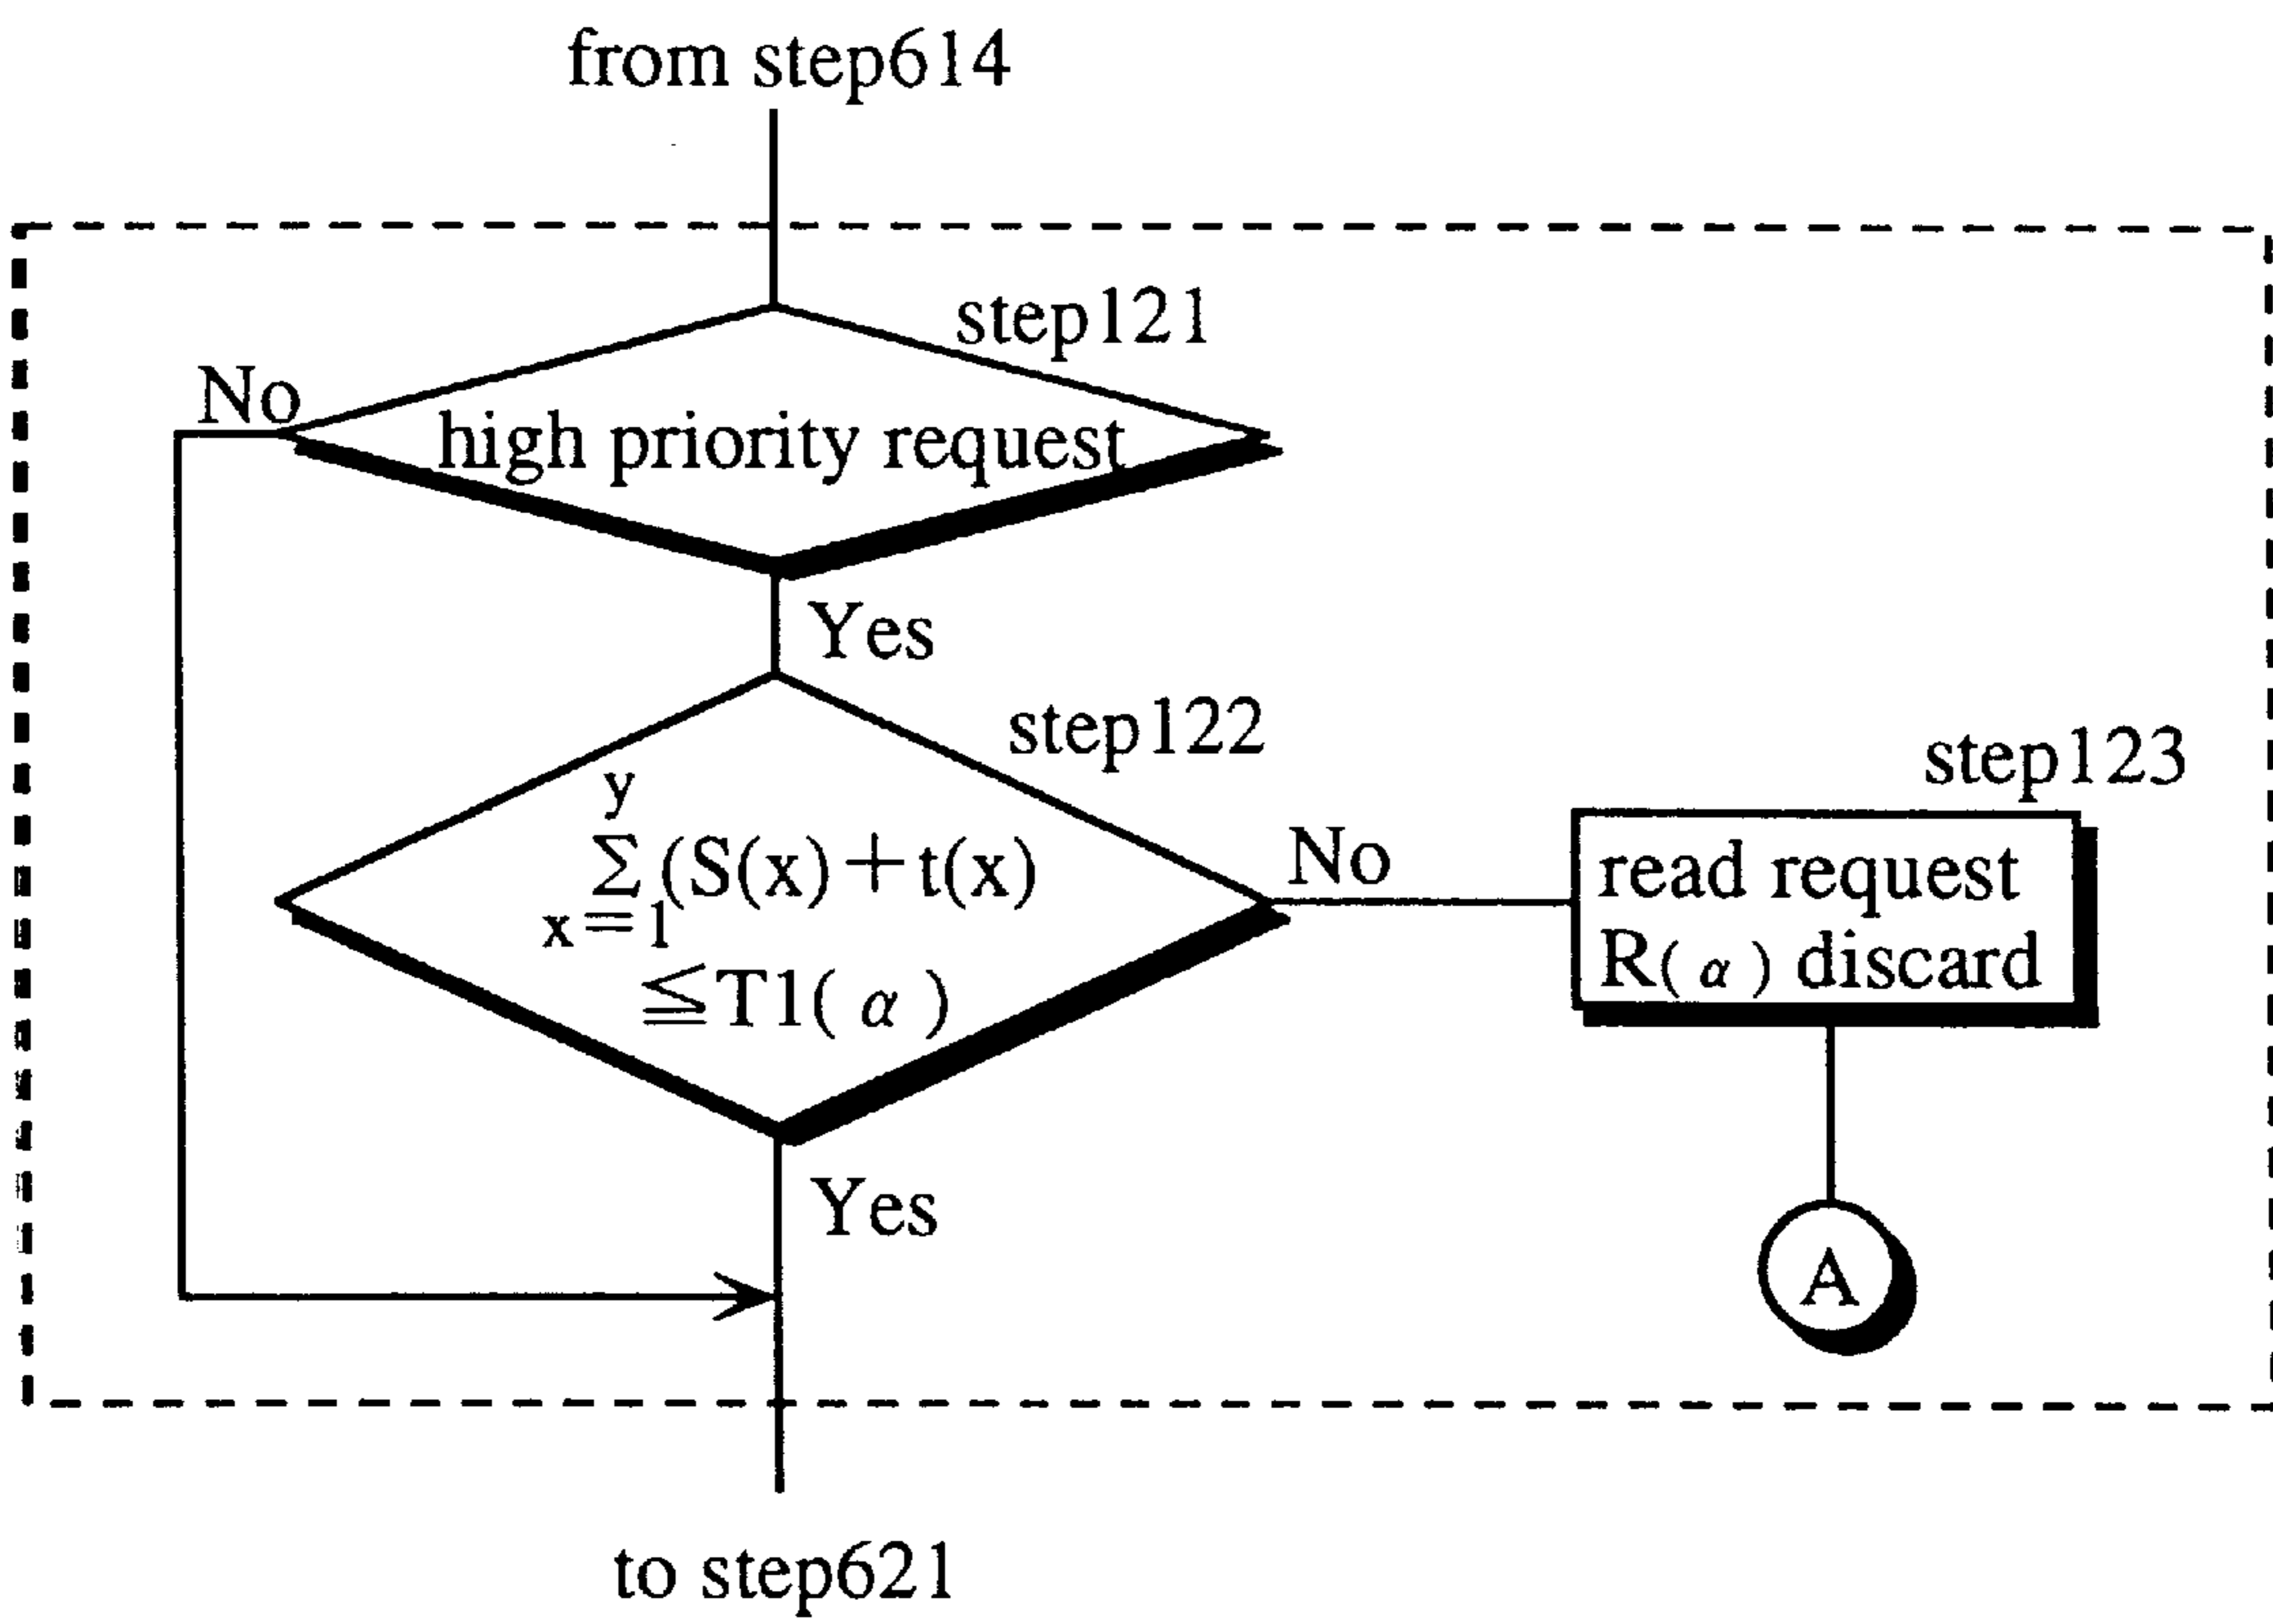 from step614
step121
No
high priority request
Yes
step122
step123
y
Σ (S(x)+t(x)
x=1
≦T1(α)
No
read request
R(α) discard
Yes
A
to step621